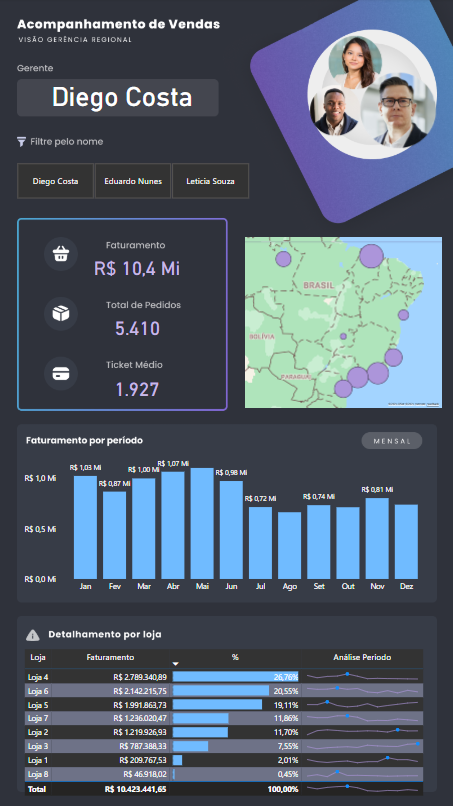 Acompanhamento de Vendas
VISÃO GERÊNCIA REGIONAL
Gerente
Diego Costa
Filtre pelo nome
Diego Costa Eduardo Nunes Leticia Souza
Faturamento
R$ 10,4 Mi
Total de Pedidos
5.410
Ticket Médio
1.927
BRASIL
BOLÍVIA
PARAGUAI
Faturamento por período
MENSAL
R$ 1,0 Mi
R$ 0,5 Mi
R$ 0,0 Mi
R$ 1,03 Mi R$ 0,87 Mi R$ 1,00 Mi R$ 1,07 Mi R$ 0,98 Mi R$ 0,72 Mi R$ 0,74 Mi R$ 0,81 Mi
Jan Fev Mar Abr Mai Jun Jul Ago Set Out Nov Dez
Detalhamento por loja
Loja Faturamento % Análise Periodo
Loja 4 R$ 2.789.340,89 26,76%
Loja 6 R$ 2.142.215,75 20,55%
Loja 5 R$ 1.991.863,73 19,11%
Loja 7 R$ 1.236.020,47 11,86%
Loja 2 R$ 1.219.926,93 11,70%
Loja 3 R$ 787.388,33 7,55%
Loja 1 R$ 209.767,53 2,01%
Loja 8 R$ 46.918,02 0,45%
Total R$ 10.423.441,65 100,00%